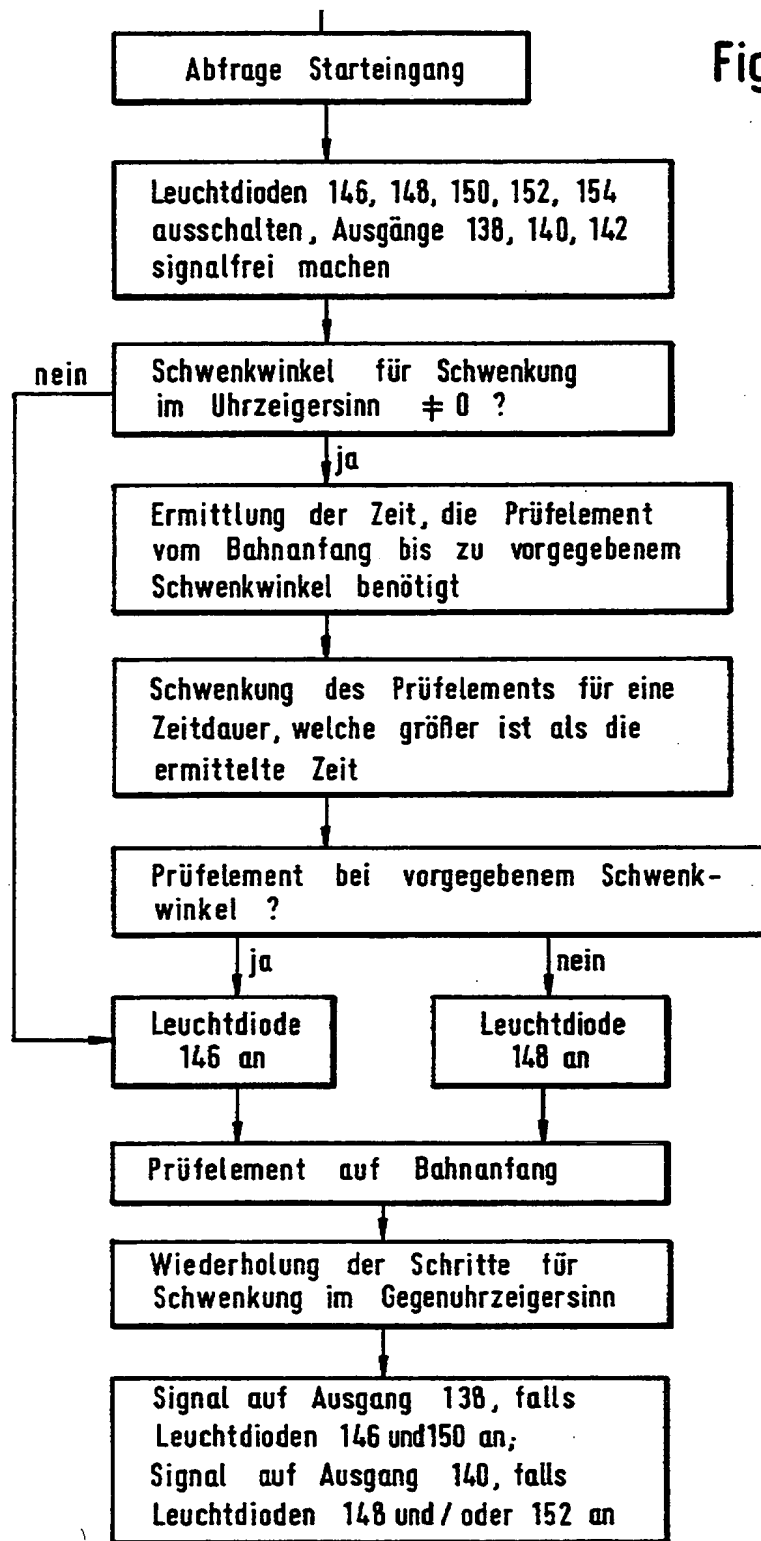 Abfrage Starteingang
Fig
Leuchtdioden 146, 148, 150, 152, 154
ausschalten, Ausgänge 138, 140, 142
signalfrei machen
nein
Schwenkwinkel für Schwenkung
im Uhrzeigersinn ≠ 0 ?
ja
Ermittlung der Zeit, die Prüfelement
vom Bahnanfang bis zu vorgegebenem
Schwenkwinkel benötigt
Schwenkung des Prüfelements für eine
Zeitdauer, welche größer ist als die
ermittelte Zeit
Prüfelement bei vorgegebenem Schwenk-
winkel ?
ja
nein
Leuchtdiode
146 an
Leuchtdiode
148 an
Prüfelement auf Bahnanfang
Wiederholung der Schritte für
Schwenkung im Gegenuhrzeigersinn
Signal auf Ausgang 138, falls
Leuchtdioden 146 und 150 an;
Signal auf Ausgang 140, falls
Leuchtdioden 148 und / oder 152 an